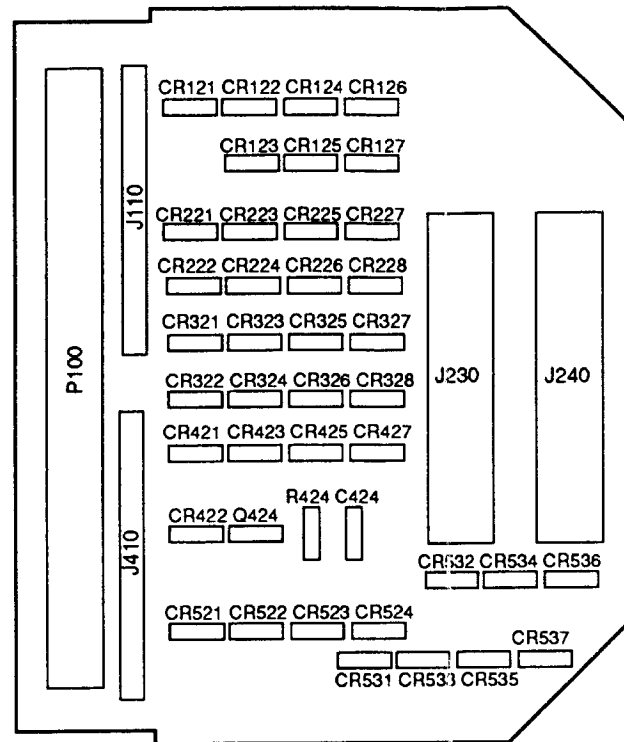 CR121 CR122 CR124 CR126
CR123 CR125 CR127
J110
CR221 CR223 CR225 CR227
CR222 CR224 CR226 CR228
CR321 CR323 CR325 CR327
P100
J230
J240
CR322 CR324 CR326 CR328
CR421 CR423 CR425 CR427
R424 C424
CR422 Q424
J410
CR532 CR534 CR536
CR521 CR522 CR523 CR524
CR537
CR531 CR533 CR535